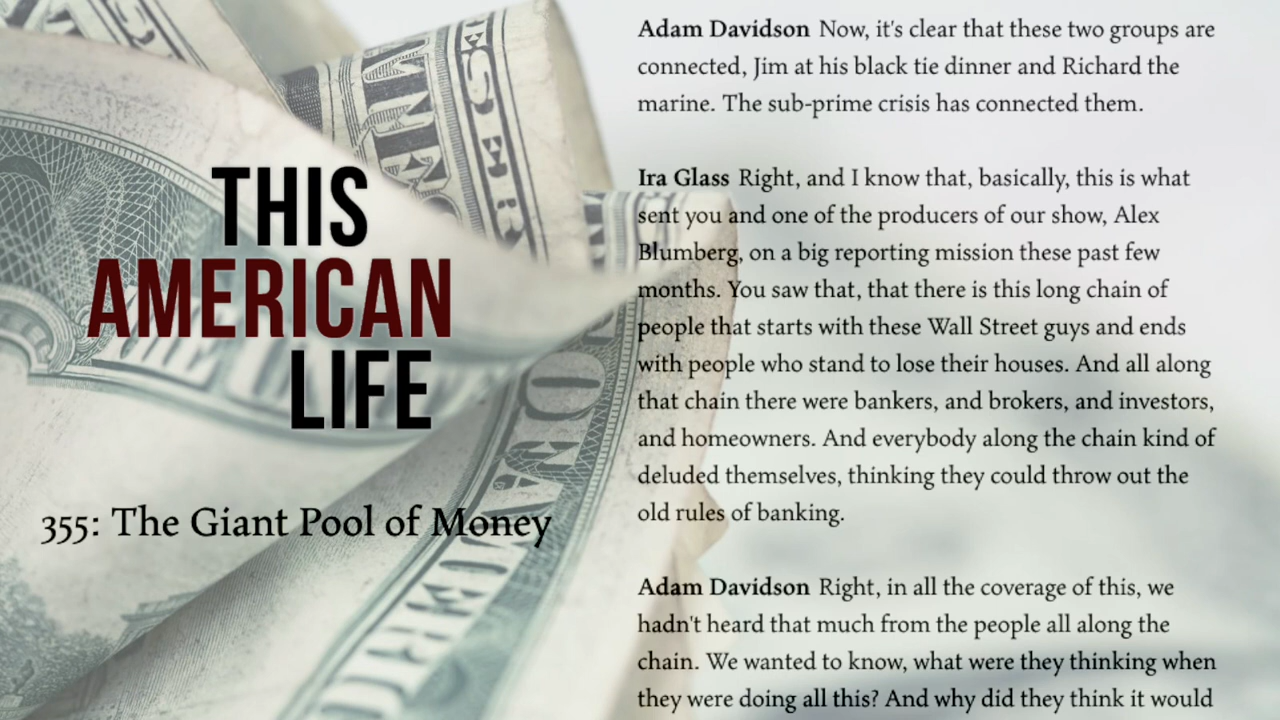 THIS
AMERICAN
LIFE
355: The Giant Pool of Money
Adam Davidson Now, it's clear that these two groups are
connected, Jim at his black tie dinner and Richard the
marine. The sub-prime crisis has connected them.
Ira Glass Right, and I know that, basically, this is what
sent you and one of the producers of our show, Alex
Blumberg, on a big reporting mission these past few
months. You saw that, that there is this long chain of
people that starts with these Wall Street guys and ends
with people who stand to lose their houses. And all along
that chain there were bankers, and brokers, and investors,
and homeowners. And everybody along the chain kind of
deluded themselves, thinking they could throw out the
old rules of banking.
Adam Davidson Right, in all the coverage of this, we
hadn't heard that much from the people all along the
chain. We wanted to know, what were they thinking when
they were doing all this? And why did they think it would